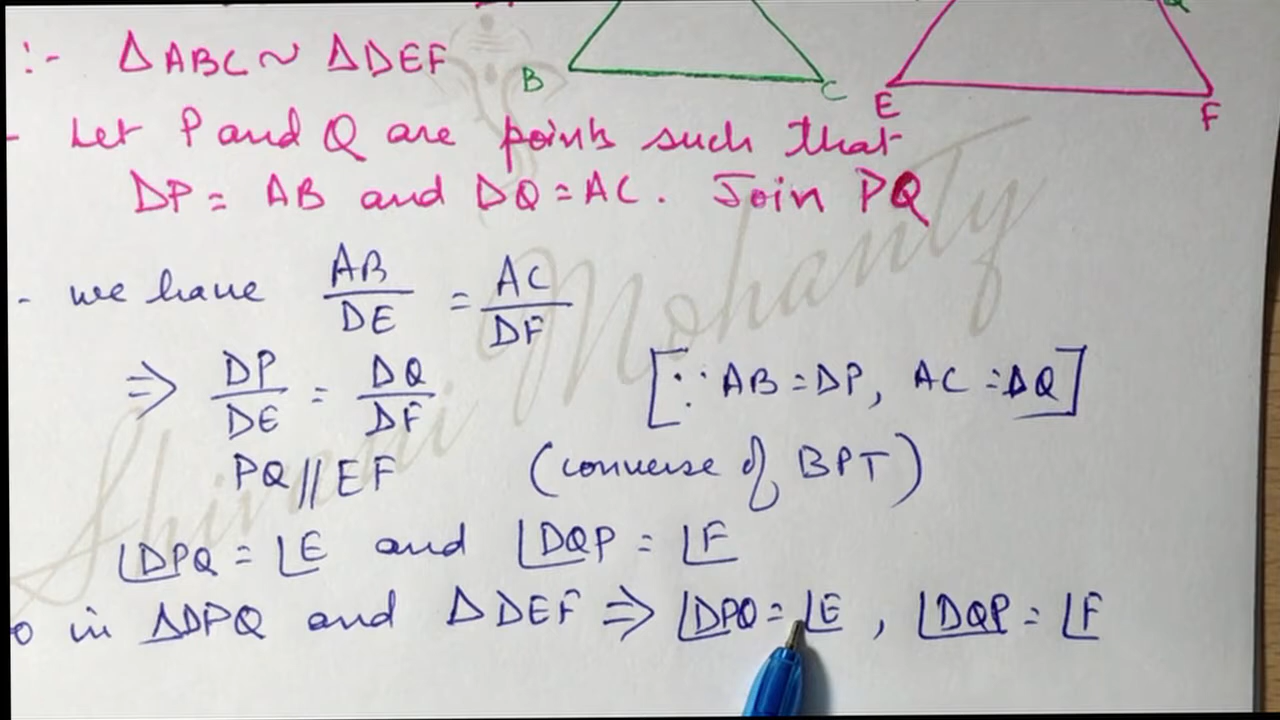 B C E F Q
:- ΔABC ~ ΔDEF
- Let P and Q are points such that
DP = AB and DQ = AC. Join PQ
- we have AB/DE = AC/DF
⇒ DP/DE = DQ/DF [∵ AB = DP, AC = DQ]
PQ // EF (converse of BPT)
∠DPQ = ∠E and ∠DQP = ∠F
o in ΔDPQ and ΔDEF ⇒ ∠DPQ = ∠E, ∠DQP = ∠F
Shivani Mohanty